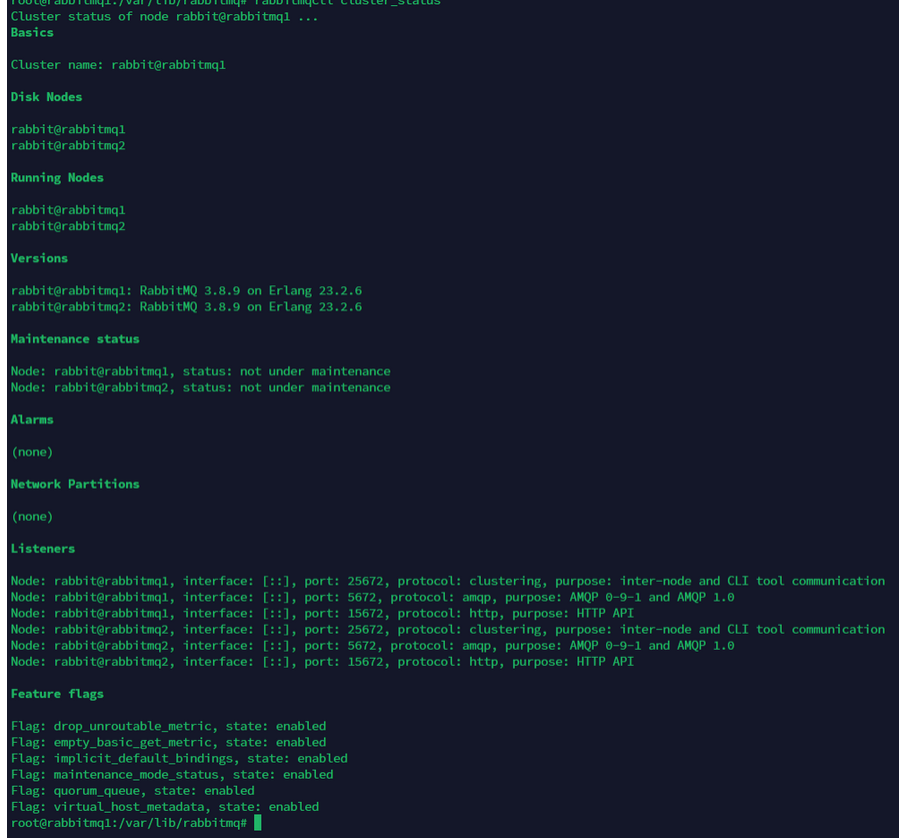 root@rabbitmq1:/var/lib/rabbitmq# rabbitmqctl cluster_status
Cluster status of node rabbit@rabbitmq1 ...
Basics
Cluster name: rabbit@rabbitmq1
Disk Nodes
rabbit@rabbitmq1
rabbit@rabbitmq2
Running Nodes
rabbit@rabbitmq1
rabbit@rabbitmq2
Versions
rabbit@rabbitmq1: RabbitMQ 3.8.9 on Erlang 23.2.6
rabbit@rabbitmq2: RabbitMQ 3.8.9 on Erlang 23.2.6
Maintenance status
Node: rabbit@rabbitmq1, status: not under maintenance
Node: rabbit@rabbitmq2, status: not under maintenance
Alarms
(none)
Network Partitions
(none)
Listeners
Node: rabbit@rabbitmq1, interface: [::], port: 25672, protocol: clustering, purpose: inter-node and CLI tool communication
Node: rabbit@rabbitmq1, interface: [::], port: 5672, protocol: amqp, purpose: AMQP 0-9-1 and AMQP 1.0
Node: rabbit@rabbitmq1, interface: [::], port: 15672, protocol: http, purpose: HTTP API
Node: rabbit@rabbitmq2, interface: [::], port: 25672, protocol: clustering, purpose: inter-node and CLI tool communication
Node: rabbit@rabbitmq2, interface: [::], port: 5672, protocol: amqp, purpose: AMQP 0-9-1 and AMQP 1.0
Node: rabbit@rabbitmq2, interface: [::], port: 15672, protocol: http, purpose: HTTP API
Feature flags
Flag: drop_unroutable_metric, state: enabled
Flag: empty_basic_get_metric, state: enabled
Flag: implicit_default_bindings, state: enabled
Flag: maintenance_mode_status, state: enabled
Flag: quorum_queue, state: enabled
Flag: virtual_host_metadata, state: enabled
root@rabbitmq1:/var/lib/rabbitmq#